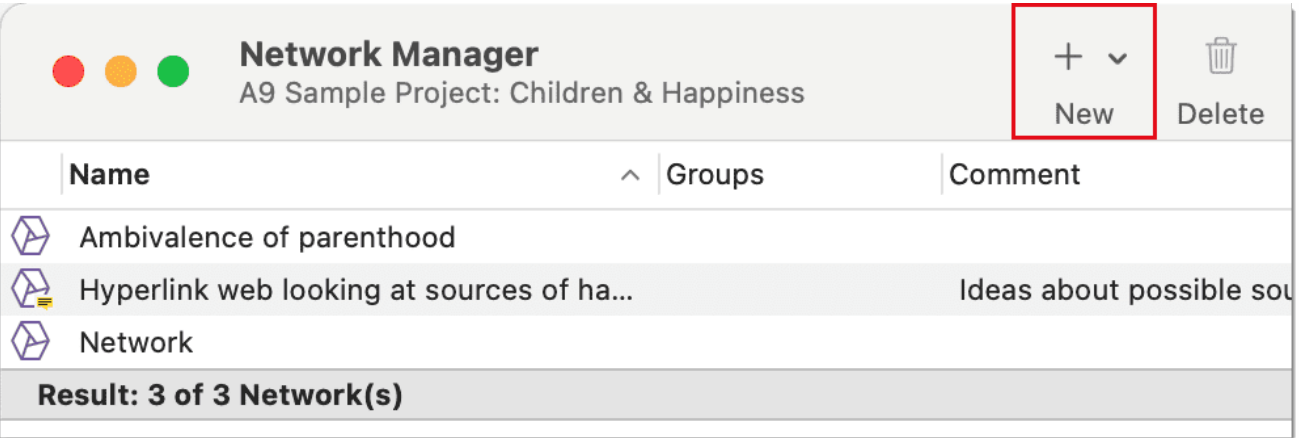 Network Manager
A9 Sample Project: Children & Happiness
New
Delete
Name
Groups
Comment
Ambivalence of parenthood
Hyperlink web looking at sources of ha...
Ideas about possible sou
Network
Result: 3 of 3 Network(s)